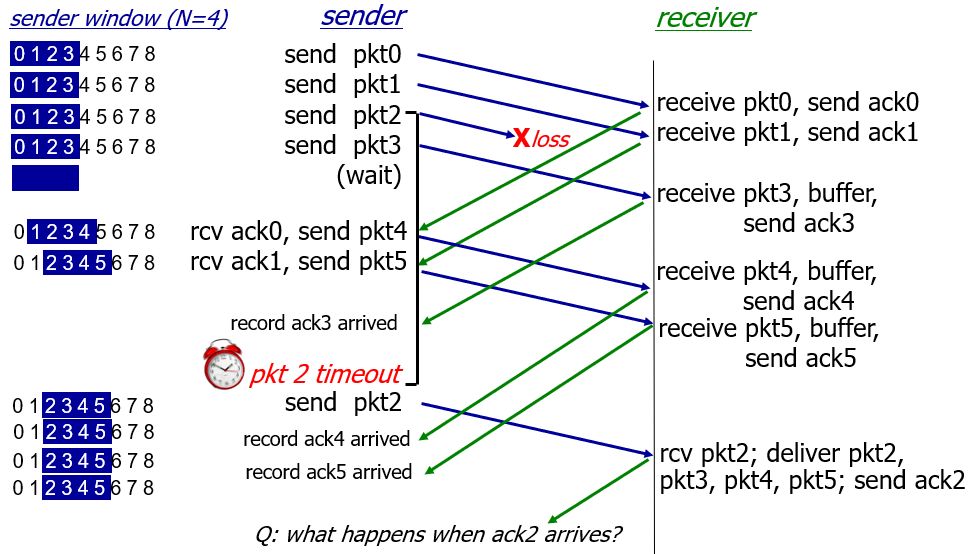 sender window (N=4) sender receiver
0 1 2 3 4 5 6 7 8 send pkt0
0 1 2 3 4 5 6 7 8 send pkt1
receive pkt0, send ack0
0 1 2 3 4 5 6 7 8 send pkt2
receive pkt1, send ack1
X loss
0 1 2 3 4 5 6 7 8 send pkt3
(wait)
receive pkt3, buffer,
send ack3
0 1 2 3 4 5 6 7 8 rcv ack0, send pkt4
0 1 2 3 4 5 6 7 8 rcv ack1, send pkt5
receive pkt4, buffer,
send ack4
record ack3 arrived
receive pkt5, buffer,
send ack5
pkt 2 timeout
0 1 2 3 4 5 6 7 8 send pkt2
0 1 2 3 4 5 6 7 8 record ack4 arrived
0 1 2 3 4 5 6 7 8 record ack5 arrived
rcv pkt2; deliver pkt2,
pkt3, pkt4, pkt5; send ack2
0 1 2 3 4 5 6 7 8
Q: what happens when ack2 arrives?